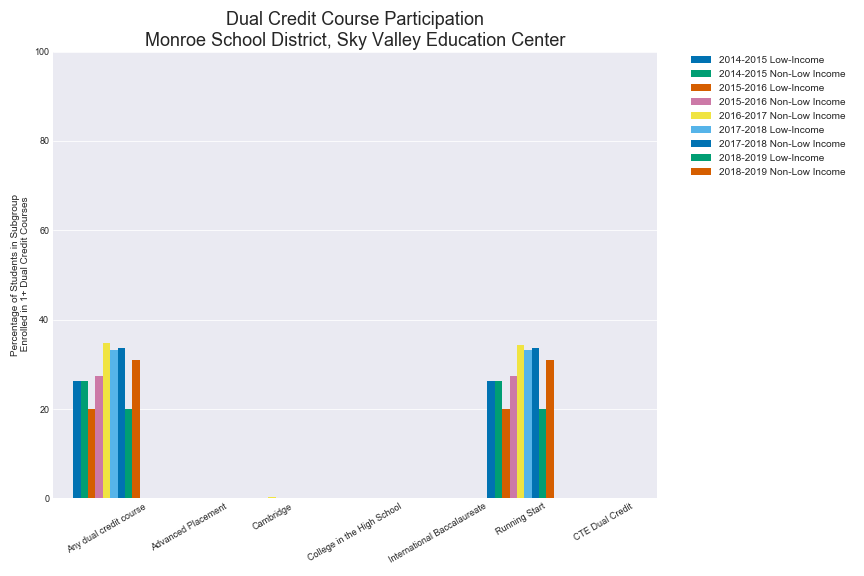 Dual Credit Course Participation
Monroe School District, Sky Valley Education Center
Percentage of Students in Subgroup
Enrolled in 1+ Dual Credit Courses
100
80
60
40
20
0
Any dual credit course
Advanced Placement
Cambridge
College in the High School
International Baccalaureate
Running Start
CTE Dual Credit
2014-2015 Low-Income
2014-2015 Non-Low Income
2015-2016 Low-Income
2015-2016 Non-Low Income
2016-2017 Non-Low Income
2017-2018 Low-Income
2017-2018 Non-Low Income
2018-2019 Low-Income
2018-2019 Non-Low Income